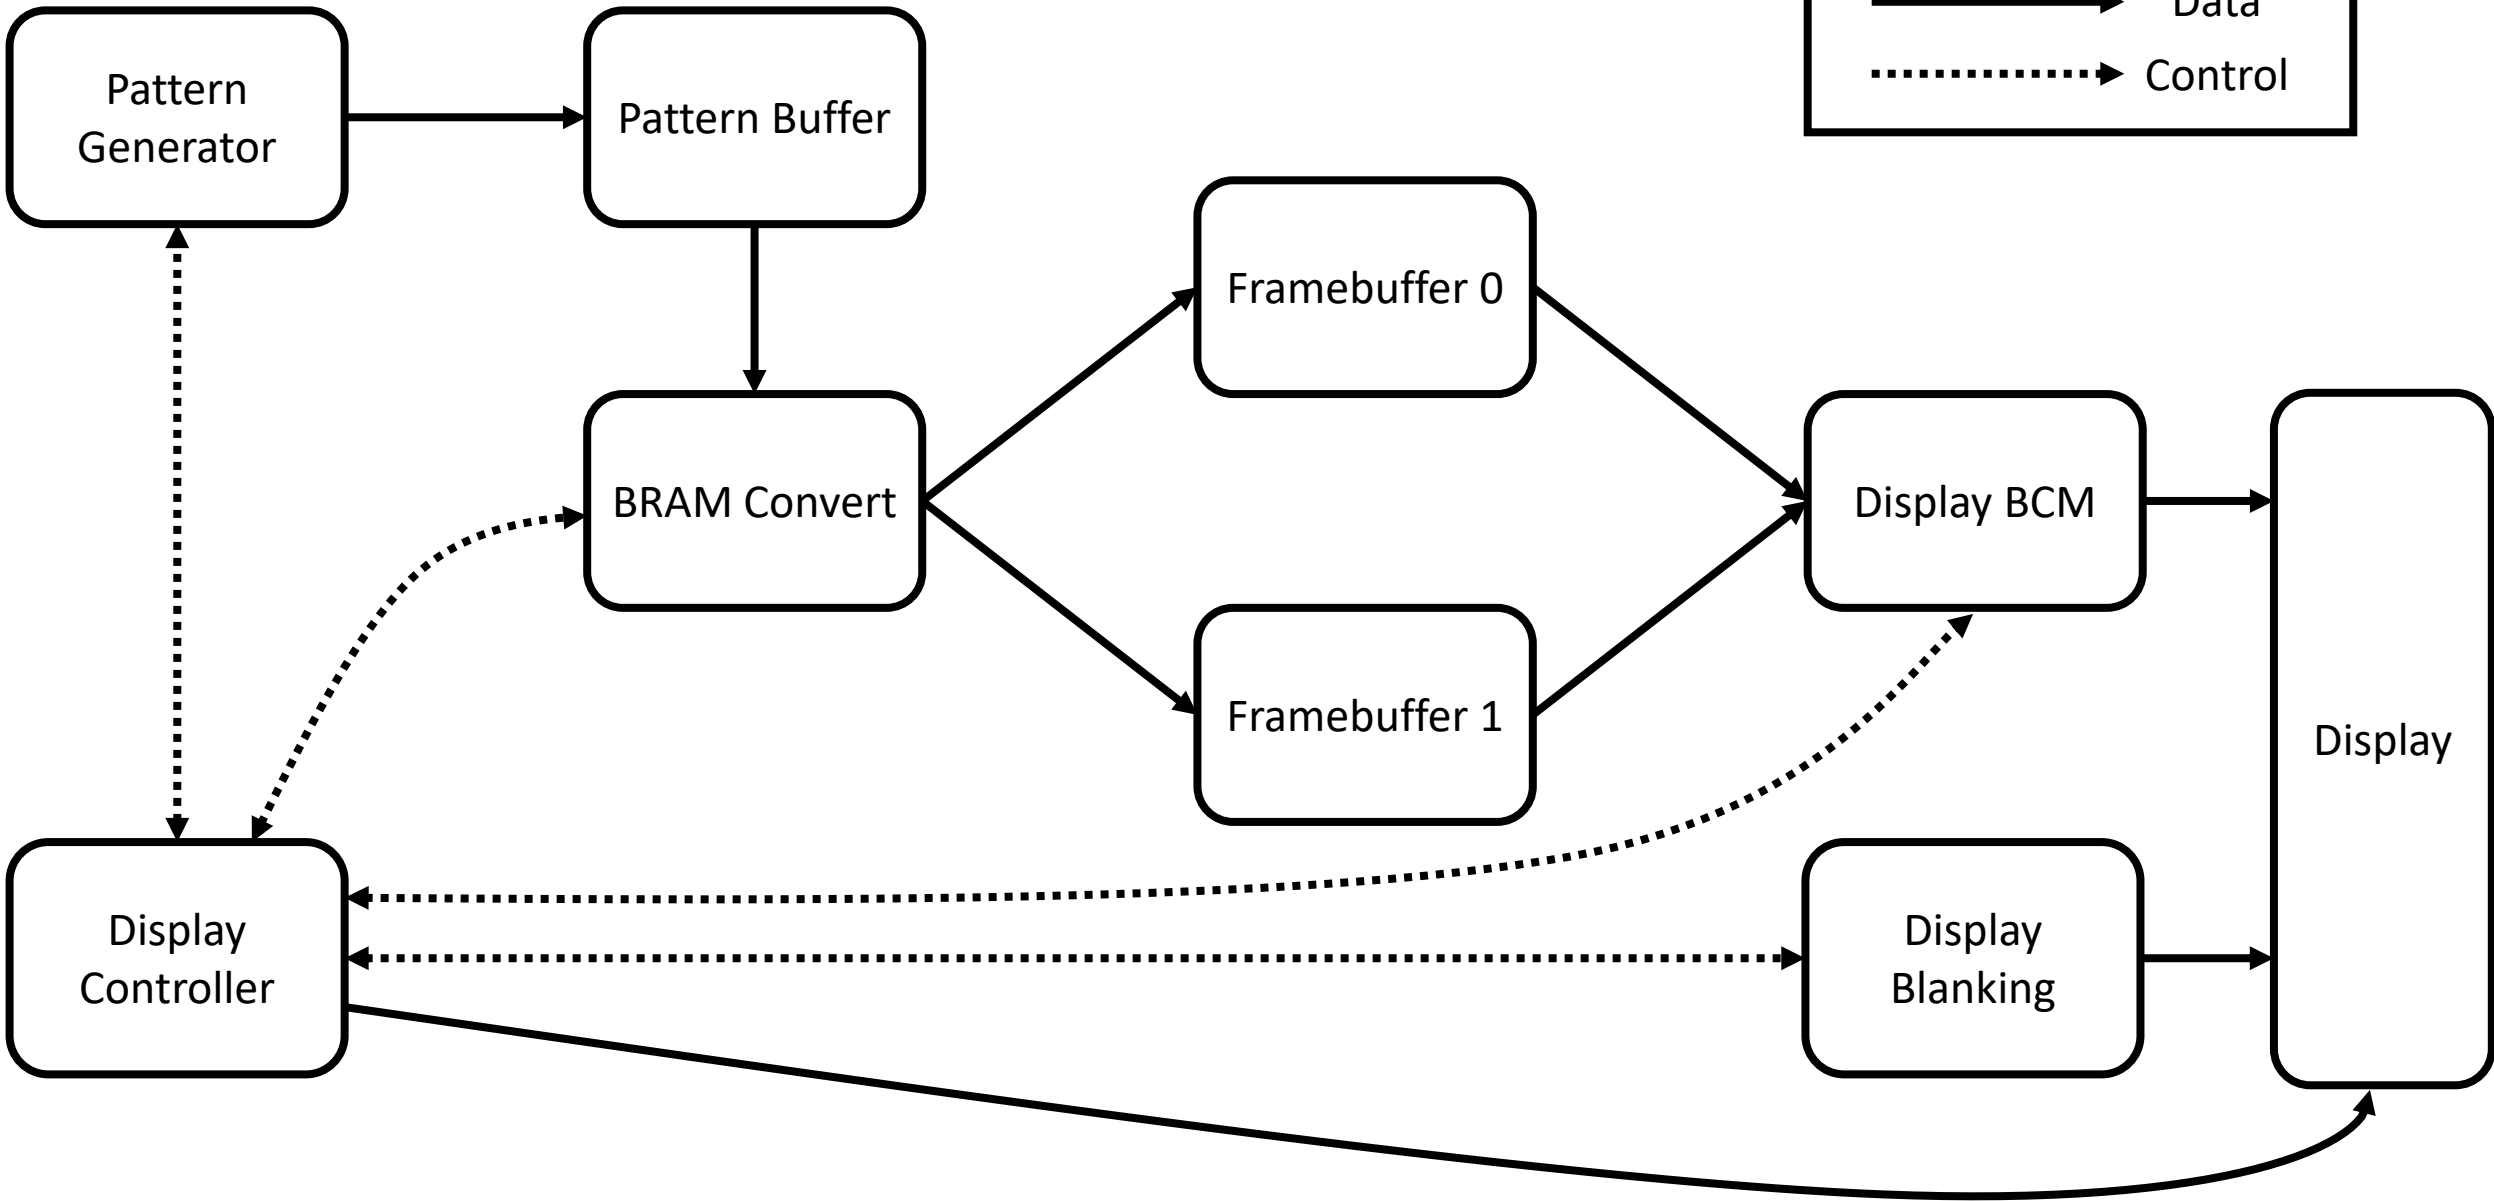 Data
Control
Pattern
Generator
Pattern Buffer
Framebuffer 0
BRAM Convert
Display BCM
Framebuffer 1
Display
Display
Controller
Display
Blanking